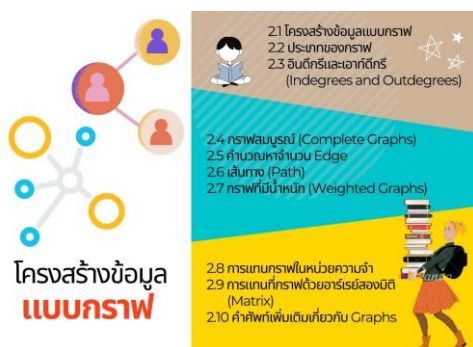 2.1 โครงสร้างข้อมูลแบบกราฟ
2.2 ประเภทของกราฟ
2.3 อินดีกรีและเอาท์ดีกรี
(Indegrees and Outdegrees)
2.4 กราฟสมบูรณ์ (Complete Graphs)
2.5 คำนวณหาจำนวน Edge
2.6 เส้นทาง (Path)
2.7 กราฟที่มีน้ำหนัก (Weighted Graphs)
2.8 การแทนกราฟในหน่วยความจำ
2.9 การแทนที่กราฟด้วยอาร์เรย์สองมิติ
(Matrix)
2.10 คำศัพท์เพิ่มเติมเกี่ยวกับ Graphs
โครงสร้างข้อมูล
แบบกราฟ